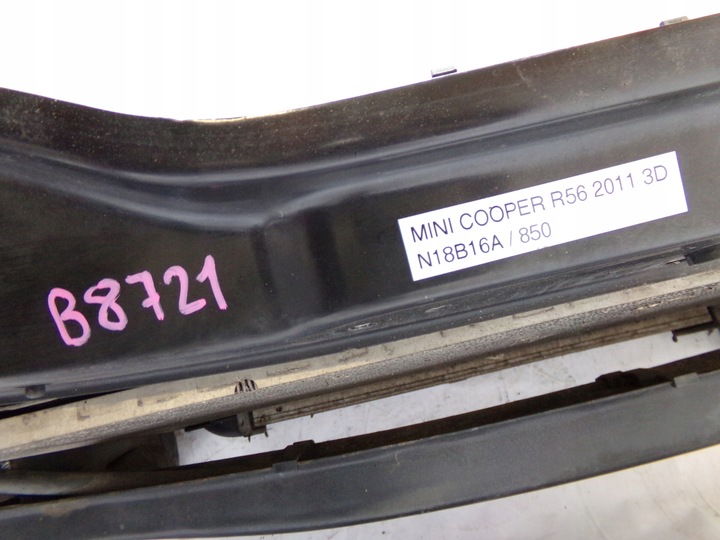 MINI COOPER R56 2011 3D
N18B16A / 850
B8721